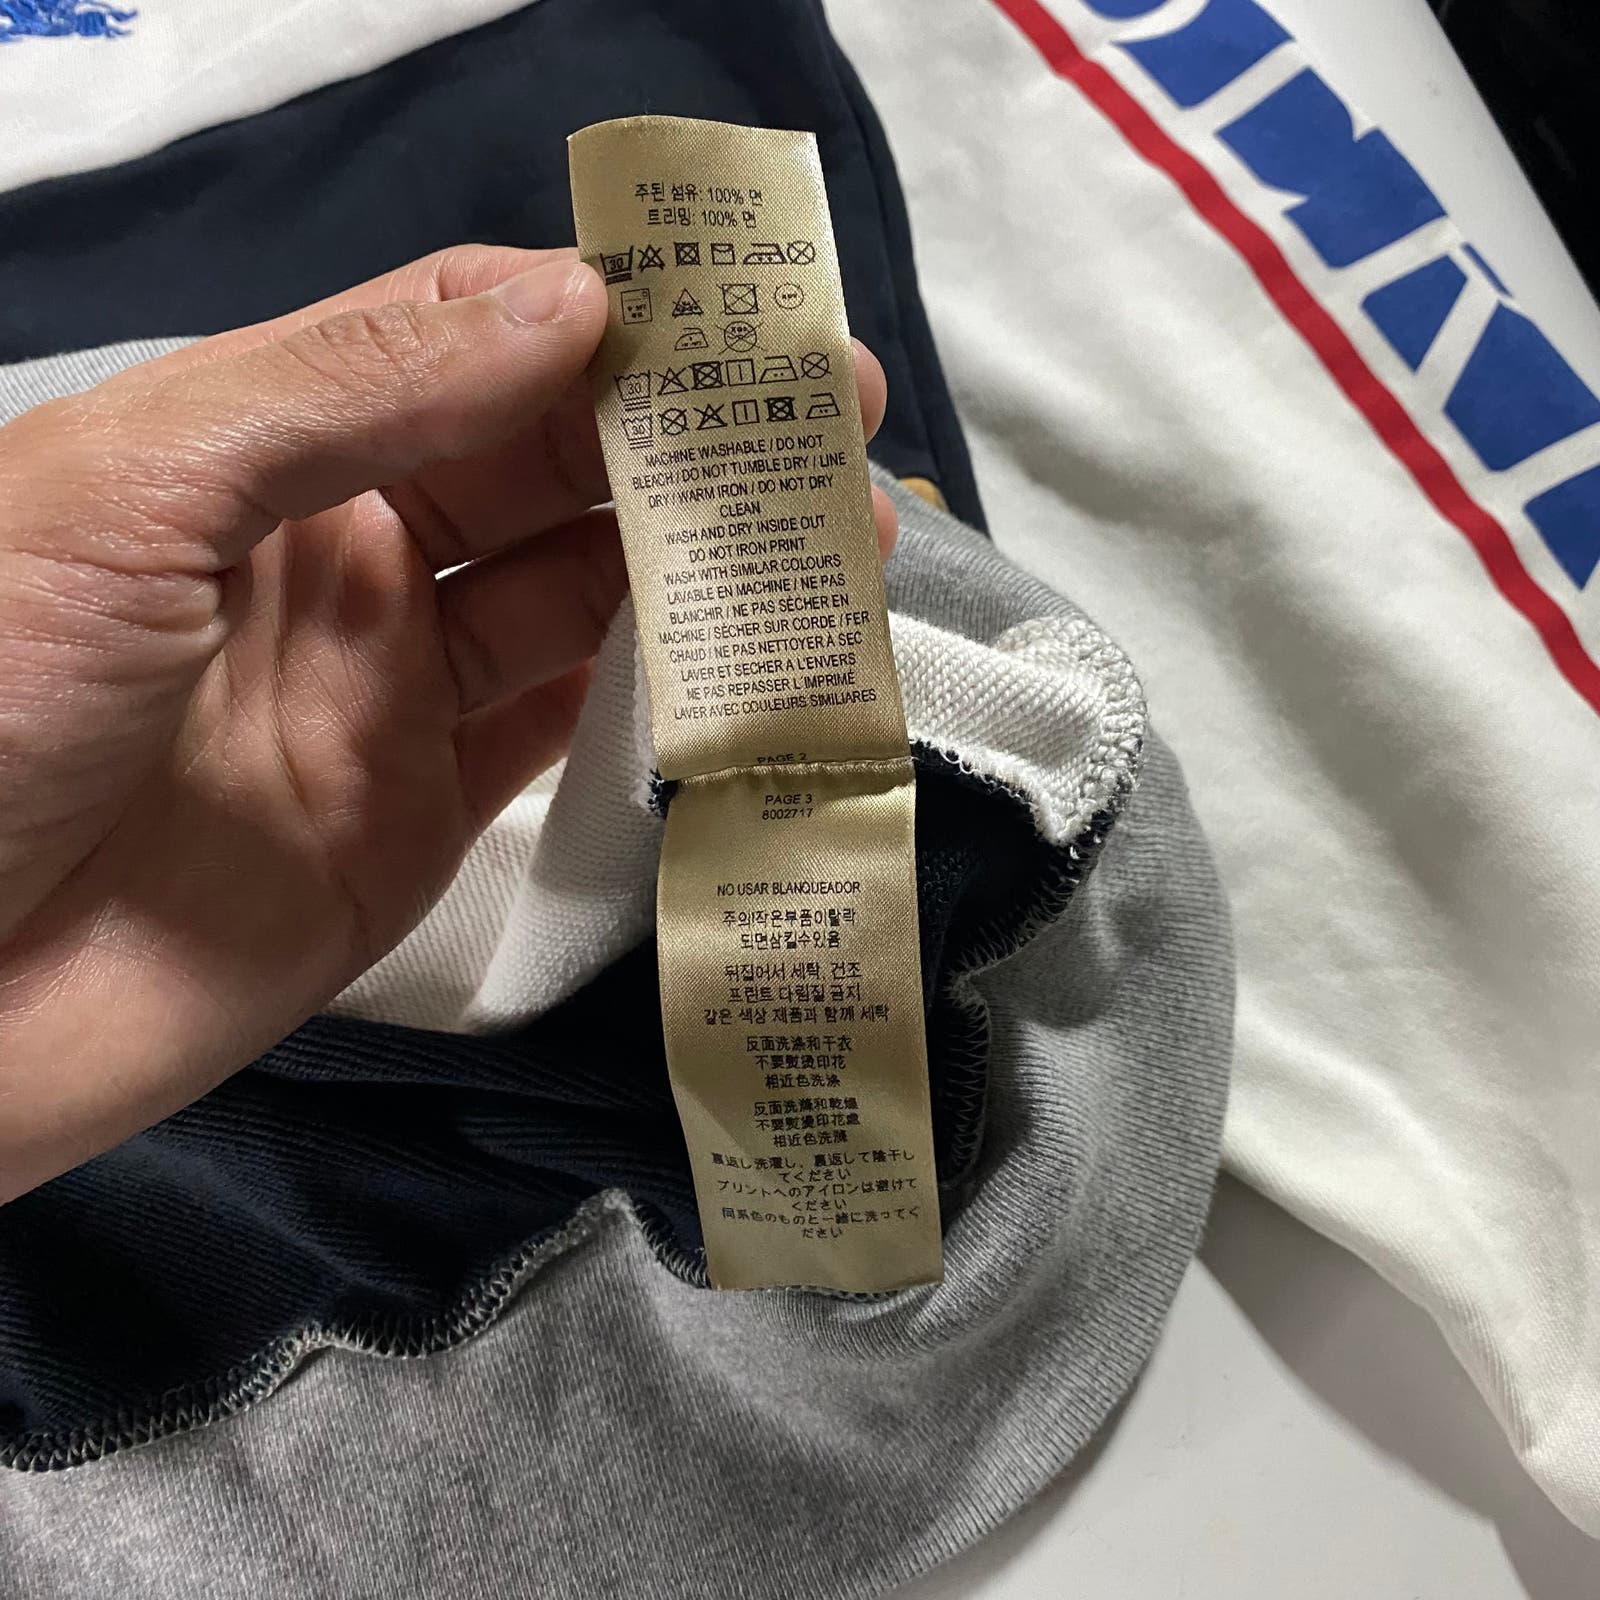 주된 섬유: 100% 면
트리밍: 100% 면
30
30
30
MACHINE WASHABLE / DO NOT
BLEACH / DO NOT TUMBLE DRY / LINE
DRY / WARM IRON / DO NOT DRY
CLEAN
WASH AND DRY INSIDE OUT
DO NOT IRON PRINT
WASH WITH SIMILAR COLOURS
LAVABLE EN MACHINE / NE PAS
BLANCHIR / NE PAS SÉCHER EN
MACHINE / SÉCHER SUR CORDE / FER
CHAUD / NE PAS NETTOYER À SEC
LAVER ET SECHER A L'ENVERS
NE PAS REPASSER L'IMPRIMÉ
LAVER AVEC COULEURS SIMILIARES
PAGE 2
PAGE 3
8002717
NO USAR BLANQUEADOR
주의!작은부품이탈락
되면삼킬수있음
뒤집어서 세탁, 건조
프린트 다림질 금지
같은 색상 제품과 함께 세탁
反面洗涤和干衣
不要熨烫印花
相近色洗涤
反面洗滌和乾燥
不要熨燙印花處
相近色洗滌
裏返し洗濯し、裏返して陰干し
てください
プリントへのアイロンは避けて
ください
同系色のものと一緒に洗ってく
ださい